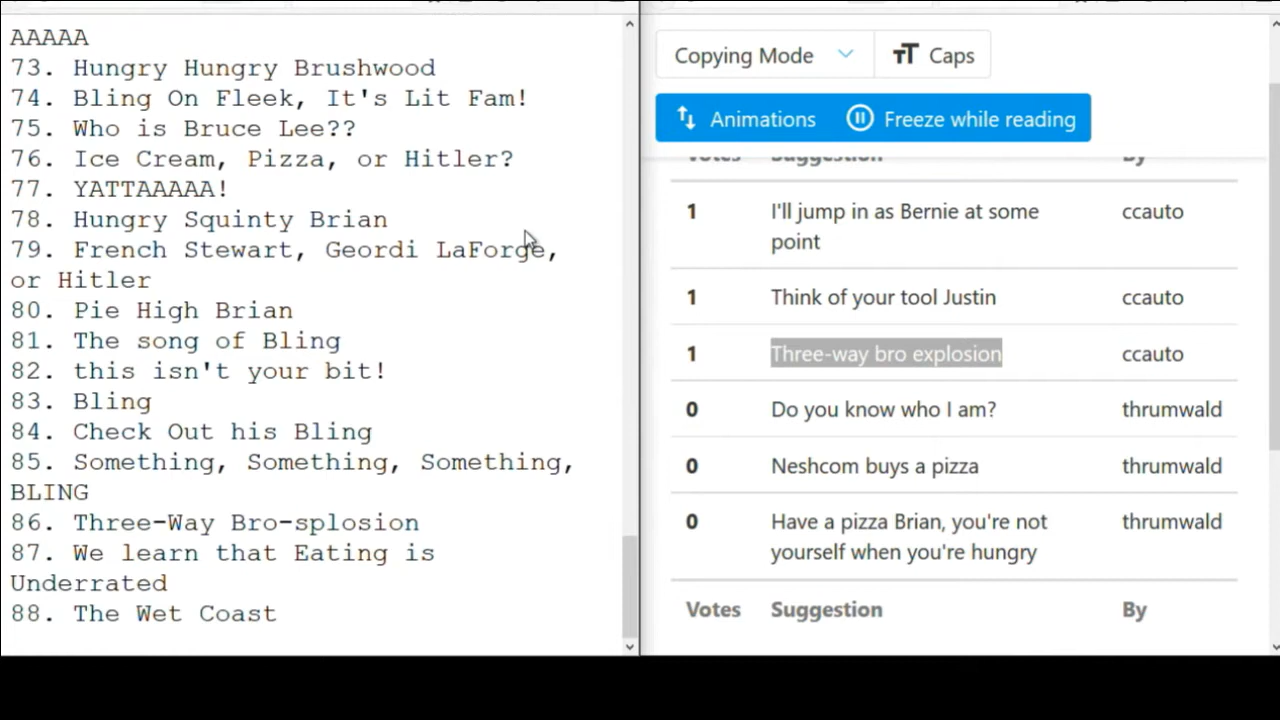 AAAAA
73. Hungry Hungry Brushwood
74. Bling On Fleek, It's Lit Fam!
75. Who is Bruce Lee??
76. Ice Cream, Pizza, or Hitler?
77. YATTAAAAA!
78. Hungry Squinty Brian
79. French Stewart, Geordi LaForge,
or Hitler
80. Pie High Brian
81. The song of Bling
82. this isn't your bit!
83. Bling
84. Check Out his Bling
85. Something, Something, Something,
BLING
86. Three-Way Bro-splosion
87. We learn that Eating is
Underrated
88. The Wet Coast
Copying Mode Caps
Animations Freeze while reading
Votes Suggestion By
1 I'll jump in as Bernie at some ccauto
point
1 Think of your tool Justin ccauto
1 Three-way bro explosion ccauto
0 Do you know who I am? thrumwald
0 Neshcom buys a pizza thrumwald
0 Have a pizza Brian, you're not thrumwald
yourself when you're hungry
Votes Suggestion By